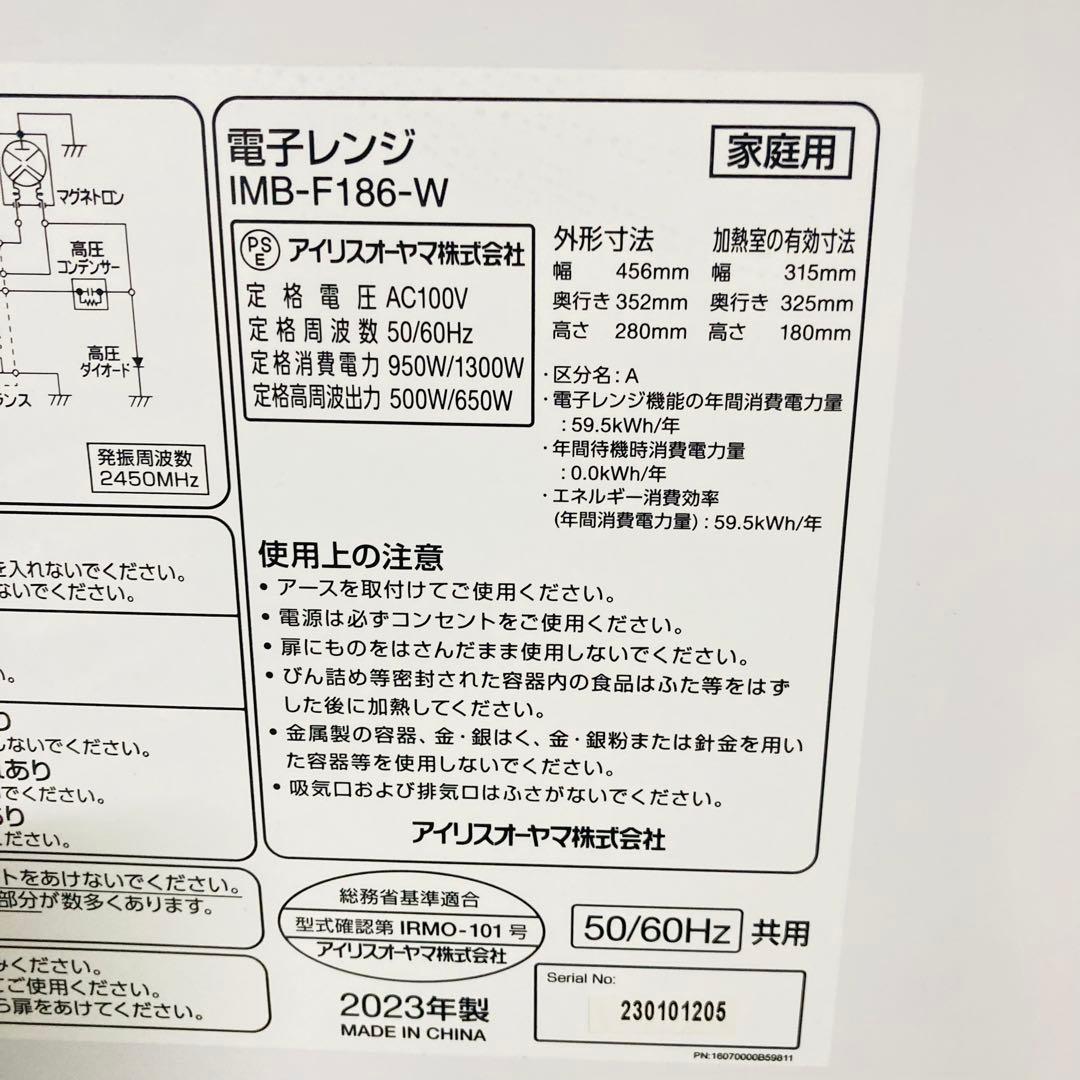 マグネトロン
高圧
コンデンサー
高圧
ダイオード
ランス
発振周波数
2450MHz
電子レンジ
IMB-F186-W
家庭用
PSE アイリスオーヤマ株式会社
定格電圧 AC100V
定格周波数 50/60Hz
定格消費電力 950W/1300W
定格高周波出力 500W/650W
外形寸法 加熱室の有効寸法
幅 456mm 幅 315mm
奥行き 352mm 奥行き 325mm
高さ 280mm 高さ 180mm
・区分名:A
・電子レンジ機能の年間消費電力量
:59.5kWh/年
・年間待機時消費電力量
:0.0kWh/年
・エネルギー消費効率
(年間消費電力量):59.5kWh/年
使用上の注意
• アースを取付けてご使用ください。
• 電源は必ずコンセントをご使用ください。
• 扉にものをはさんだまま使用しないでください。
• びん詰め等密封された容器内の食品はふた等をはず
した後に加熱してください。
• 金属製の容器、金・銀はく、金・銀粉または針金を用い
た容器等を使用しないでください。
• 吸気口および排気口はふさがないでください。
アイリスオーヤマ株式会社
を入れないでください。
ないでください。
い。
しないでください。
あり
でください。
り
ください。
トをあけないでください。
部分が数多くあります。
みください。
てご使用ください。
ら扉をあけてください。
総務省基準適合
型式確認第 IRMO-101 号
アイリスオーヤマ株式会社
50/60Hz 共用
2023年製
MADE IN CHINA
Serial No:
230101205
PN:16070000B59811